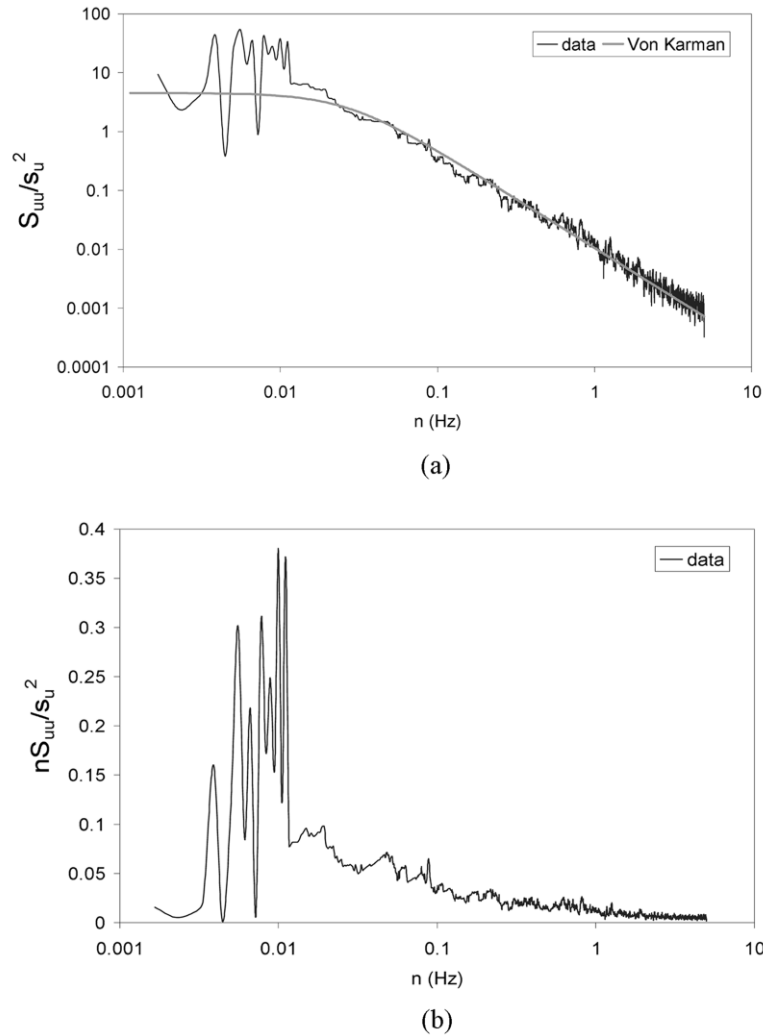 100
10
1
0.1
0.01
0.001
0.0001
data Von Karman
S_uu/s_u^2
0.001 0.01 0.1 1 10
n (Hz)
(a)
0.4
0.35
0.3
0.25
0.2
0.15
0.1
0.05
0
data
nS_uu/s_u^2
0.001 0.01 0.1 1 10
n (Hz)
(b)